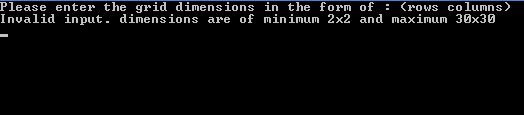 Please enter the grid dimensions in the form of : (rows columns)
Invalid input. dimensions are of minimum 2x2 and maximum 30x30